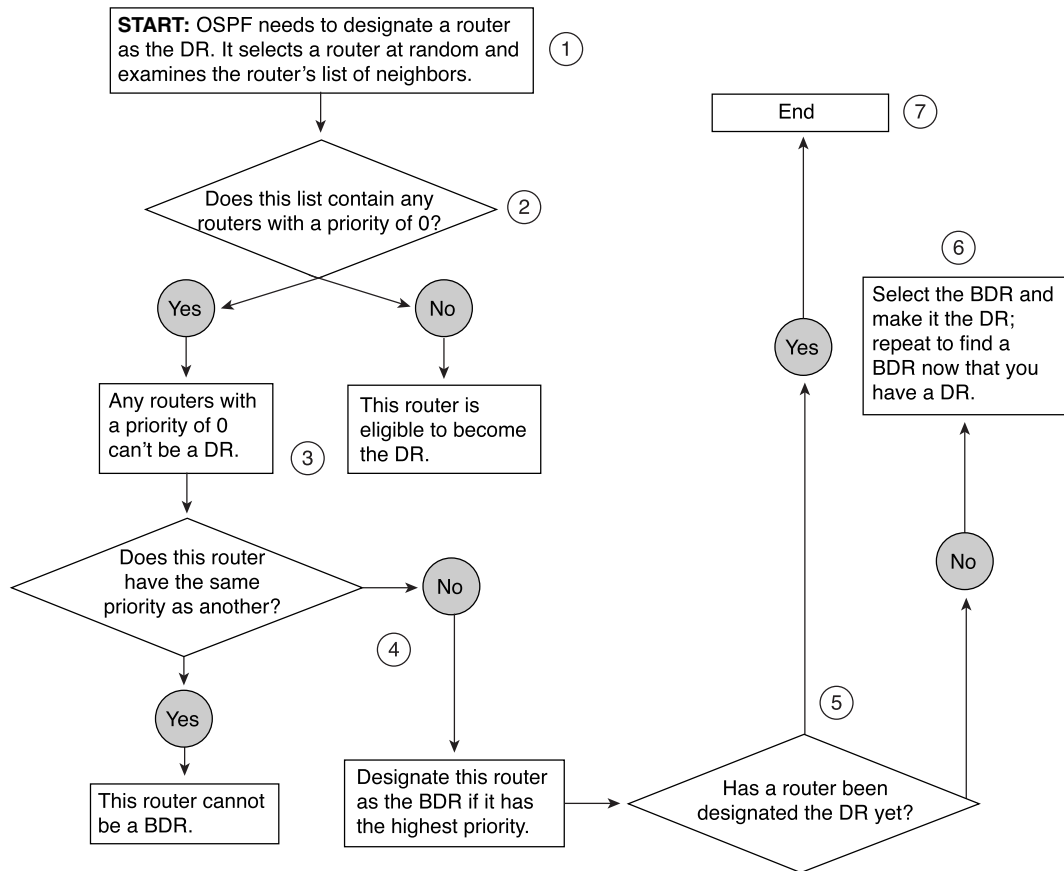 START: OSPF needs to designate a router
as the DR. It selects a router at random and
examines the router's list of neighbors.
1
Does this list contain any
routers with a priority of 0?
2
Yes
No
Any routers with
a priority of 0
can't be a DR.
3
This router is
eligible to become
the DR.
Does this router
have the same
priority as another?
No
4
Yes
This router cannot
be a BDR.
Designate this router
as the BDR if it has
the highest priority.
Has a router been
designated the DR yet?
5
Yes
No
Select the BDR and
make it the DR;
repeat to find a
BDR now that you
have a DR.
6
End
7